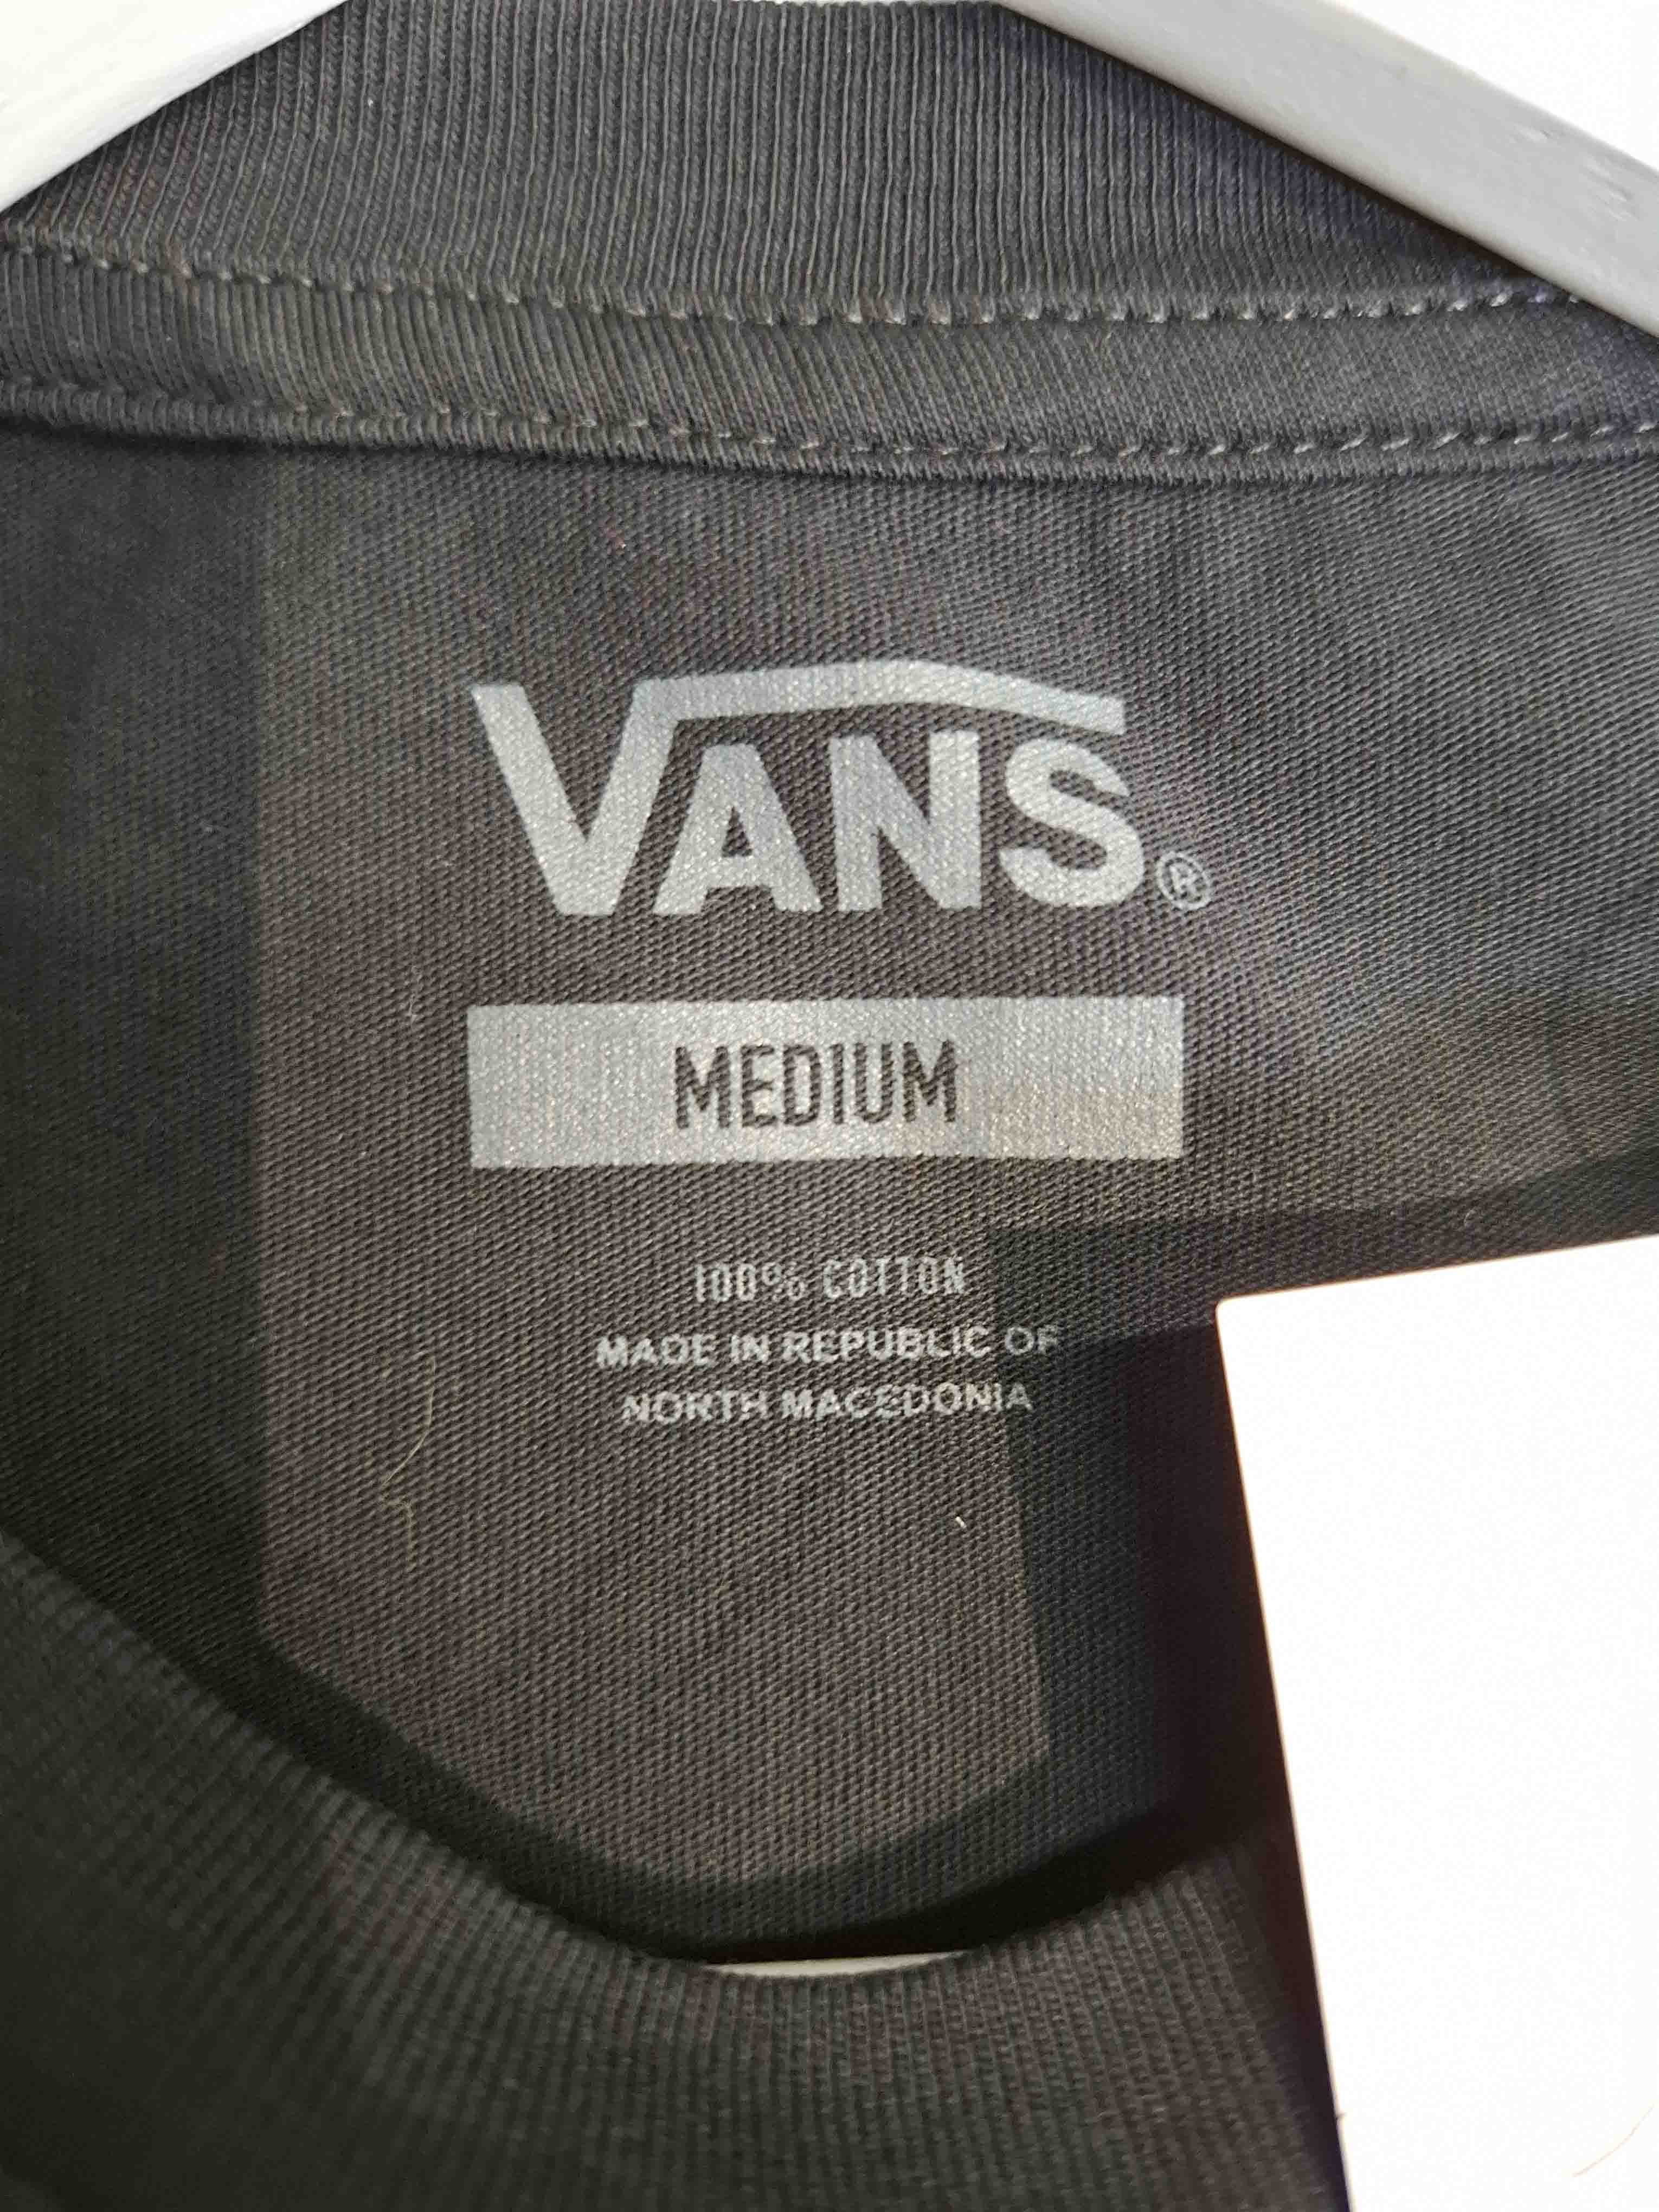 VANS®
MEDIUM
100% COTTON
MADE IN REPUBLIC OF
NORTH MACEDONIA